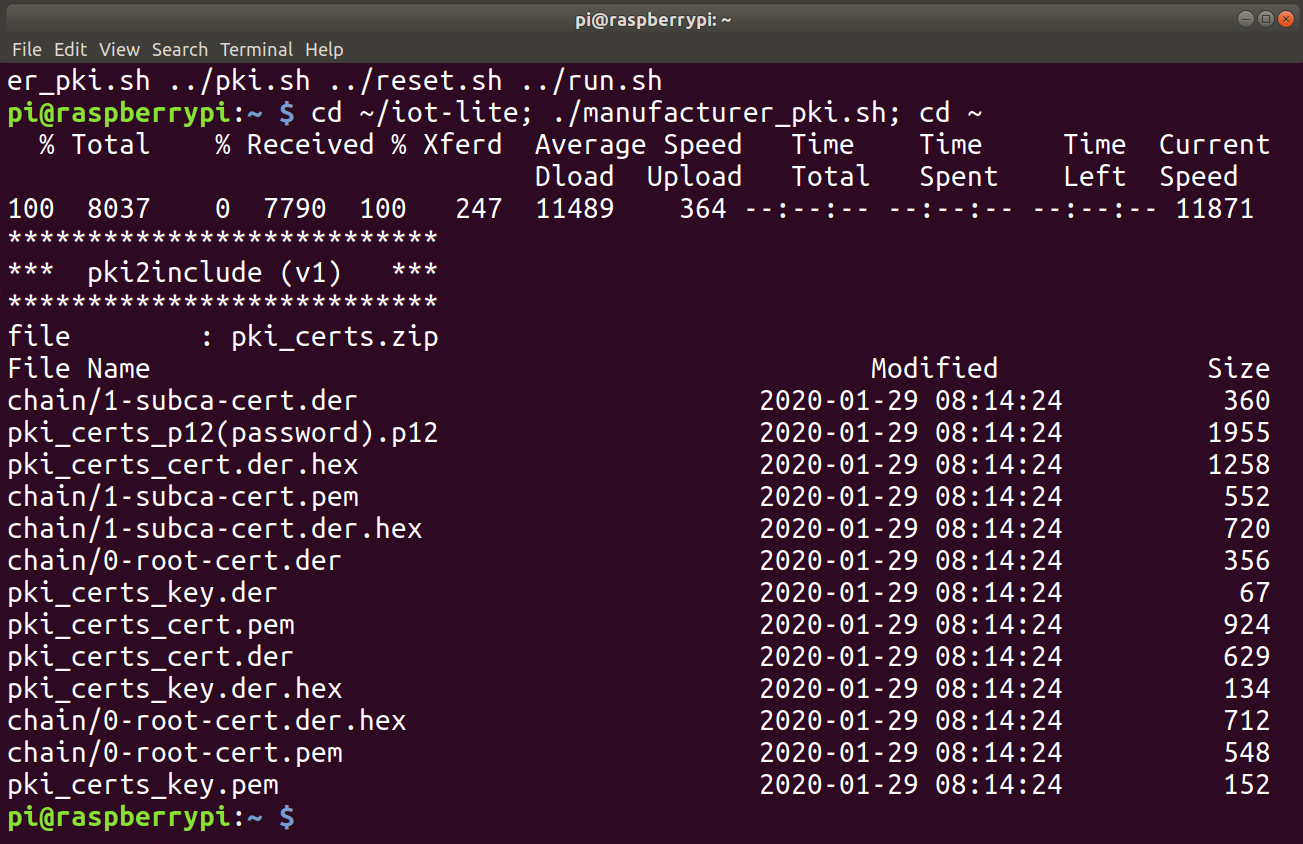 pi@raspberrypi: ~
File Edit View Search Terminal Help
er_pki.sh ../pki.sh ../reset.sh ../run.sh
pi@raspberrypi:~ $ cd ~/iot-lite; ./manufacturer_pki.sh; cd ~
  % Total    % Received % Xferd  Average Speed   Time    Time     Time  Current
                                 Dload  Upload   Total   Spent    Left  Speed
100  8037    0  7790  100   247  11489    364 --:--:-- --:--:-- --:--:-- 11871
***************************
***  pki2include (v1)   ***
***************************
file        : pki_certs.zip
File Name                                             Modified             Size
chain/1-subca-cert.der                         2020-01-29 08:14:24          360
pki_certs_p12(password).p12                    2020-01-29 08:14:24         1955
pki_certs_cert.der.hex                         2020-01-29 08:14:24         1258
chain/1-subca-cert.pem                         2020-01-29 08:14:24          552
chain/1-subca-cert.der.hex                     2020-01-29 08:14:24          720
chain/0-root-cert.der                          2020-01-29 08:14:24          356
pki_certs_key.der                              2020-01-29 08:14:24           67
pki_certs_cert.pem                             2020-01-29 08:14:24          924
pki_certs_cert.der                             2020-01-29 08:14:24          629
pki_certs_key.der.hex                          2020-01-29 08:14:24          134
chain/0-root-cert.der.hex                      2020-01-29 08:14:24          712
chain/0-root-cert.pem                          2020-01-29 08:14:24          548
pki_certs_key.pem                              2020-01-29 08:14:24          152
pi@raspberrypi:~ $